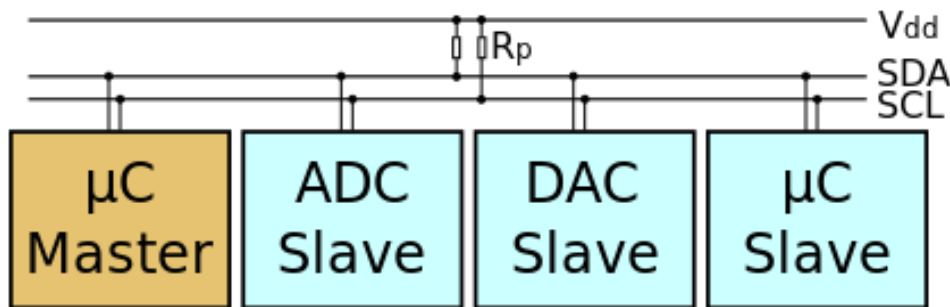 Vdd
Rp
SDA
SCL
µC
Master
ADC
Slave
DAC
Slave
µC
Slave